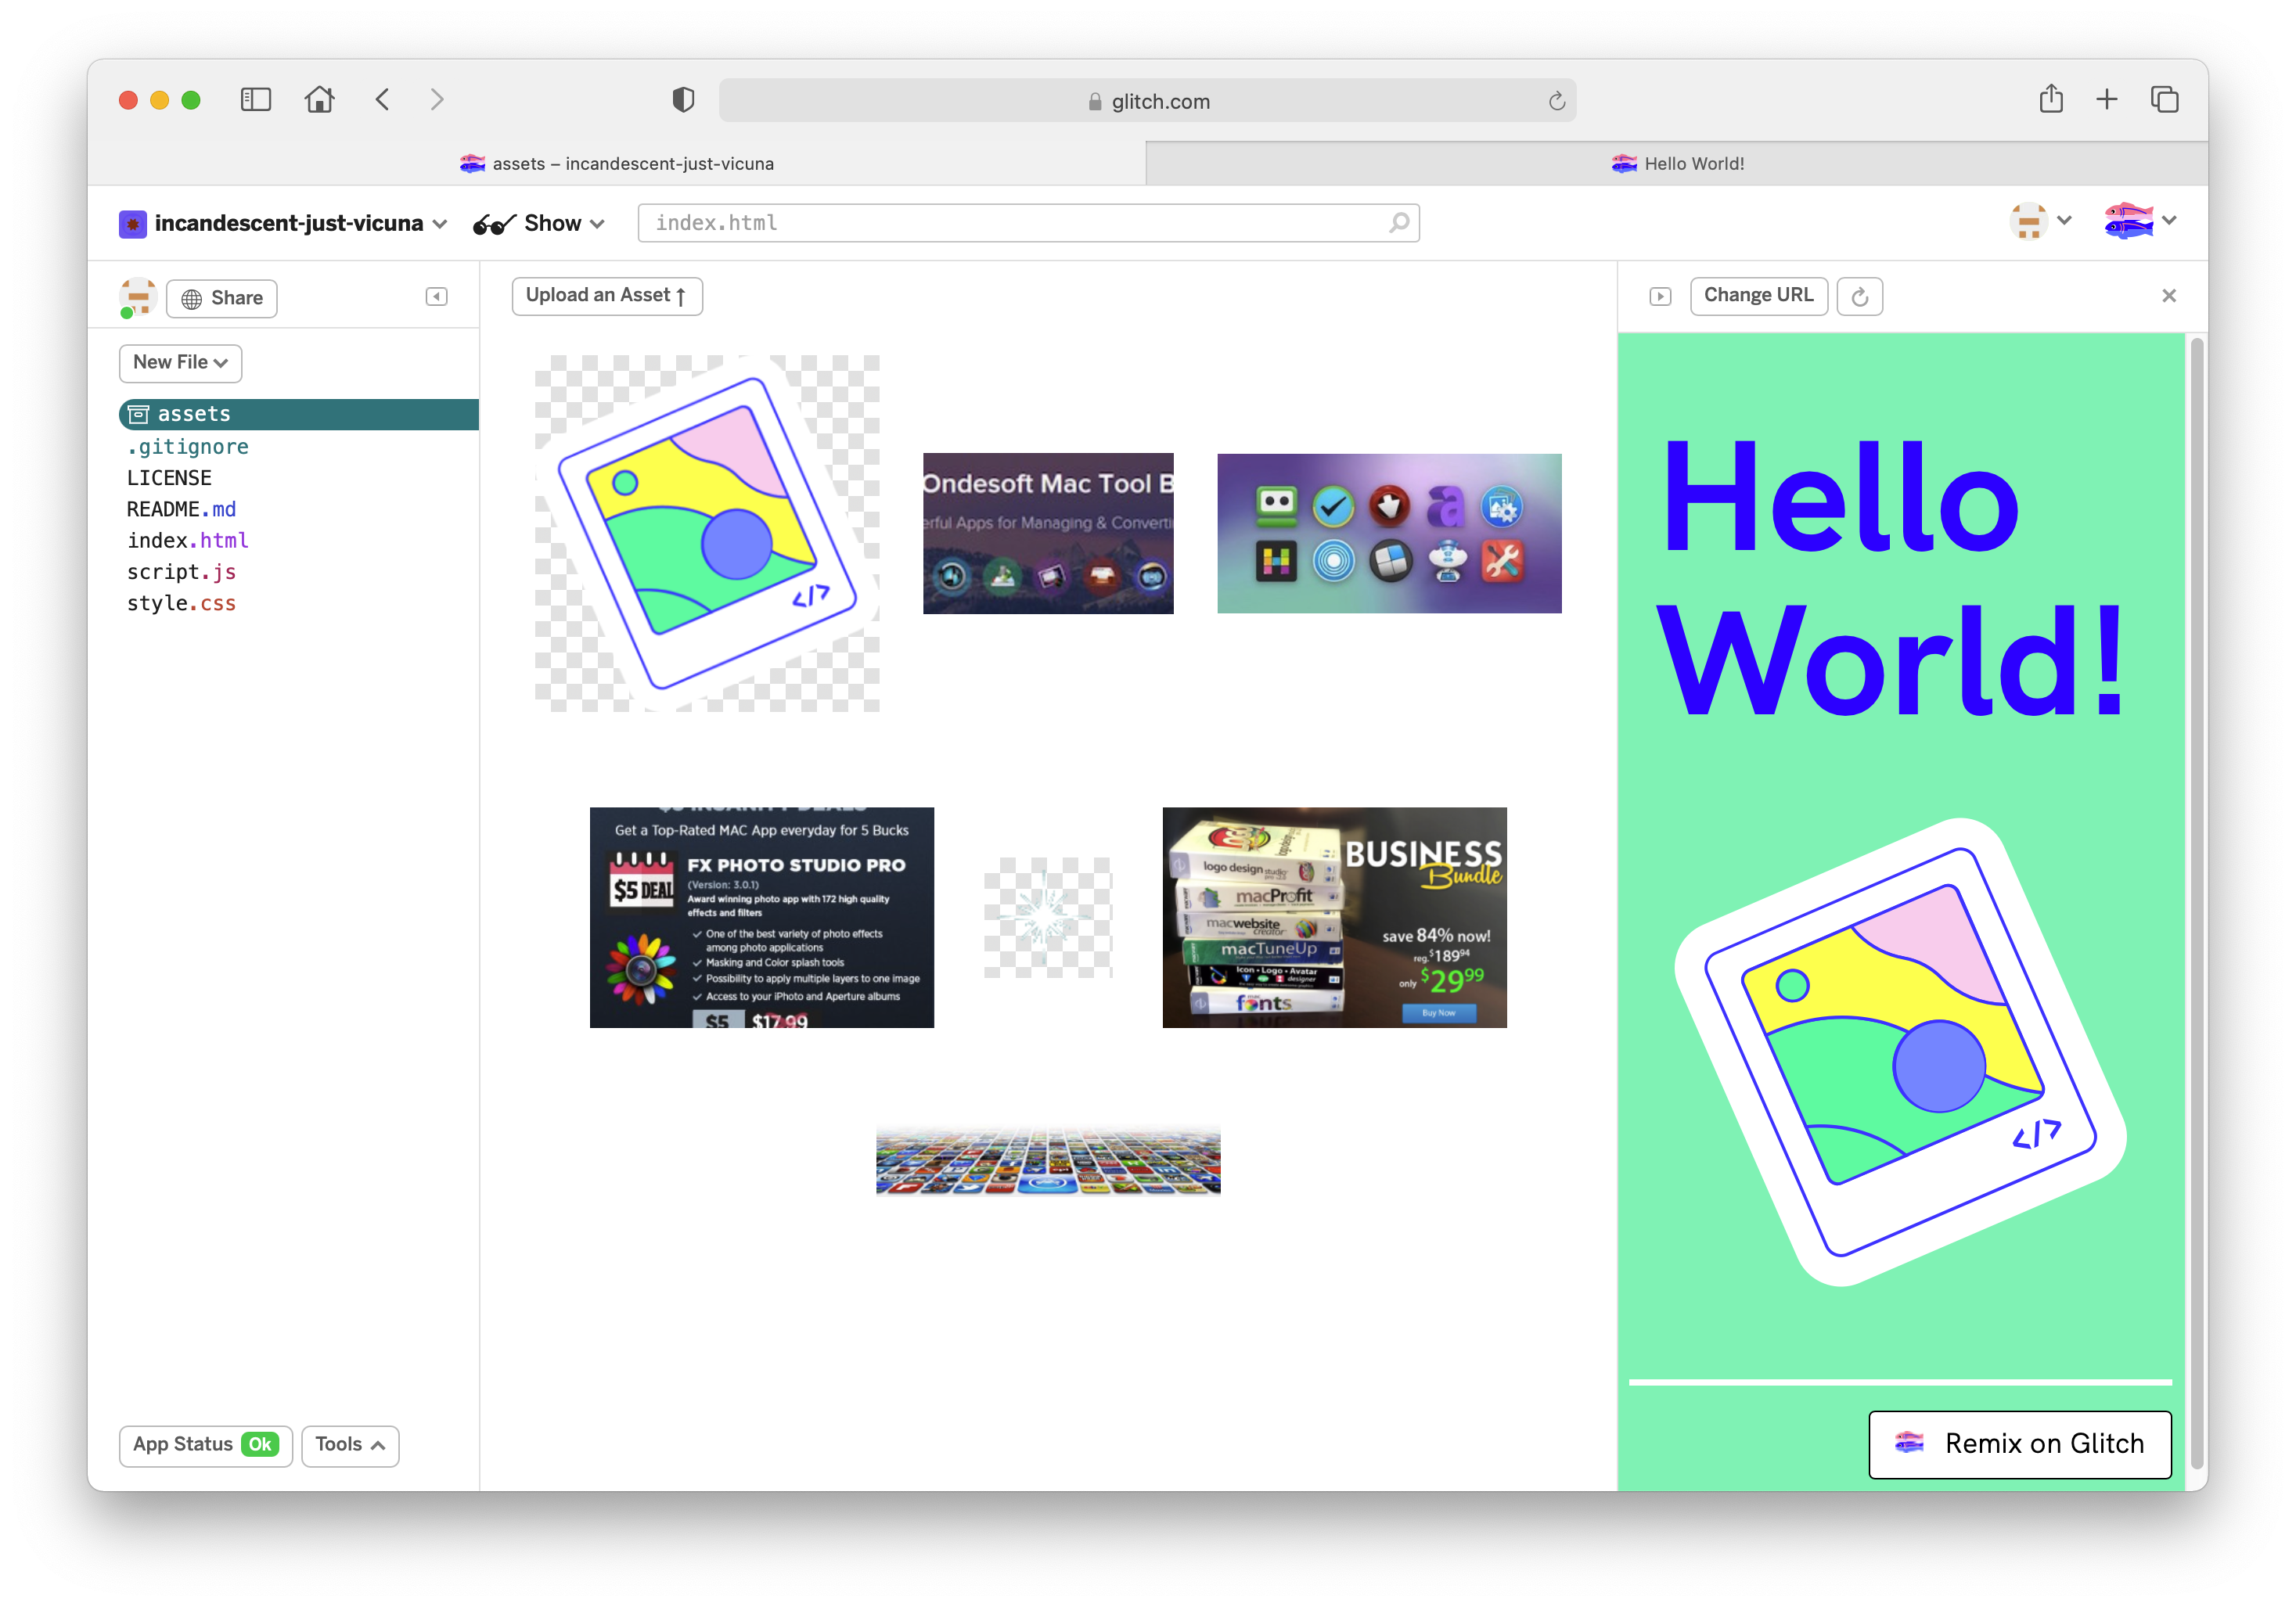 glitch.com
assets – incandescent-just-vicuna
Hello World!
incandescent-just-vicuna
Show
index.html
Share
Upload an Asset
Change URL
New File
assets
.gitignore
LICENSE
README.md
index.html
script.js
style.css
Hello
World!
Ondesoft Mac Tool B
erful Apps for Managing & Converti
</>
$5 INSANITY DEALS
Get a Top-Rated MAC App everyday for 5 Bucks
$5 DEAL
FX PHOTO STUDIO PRO
(Version: 3.0.1)
Award winning photo app with 172 high quality
effects and filters
One of the best variety of photo effects
among photo applications
Masking and Color splash tools
Possibility to apply multiple layers to one image
Access to your iPhoto and Aperture albums
$5 $17.99
logo design studio
macProfit
macwebsite
creator
macTuneUp
Icon • Logo • Avatar
designer
fonts
BUSINESS
Bundle
save 84% now!
reg. $189.94
only $29.99
Buy Now
</>
App Status Ok
Tools
Remix on Glitch